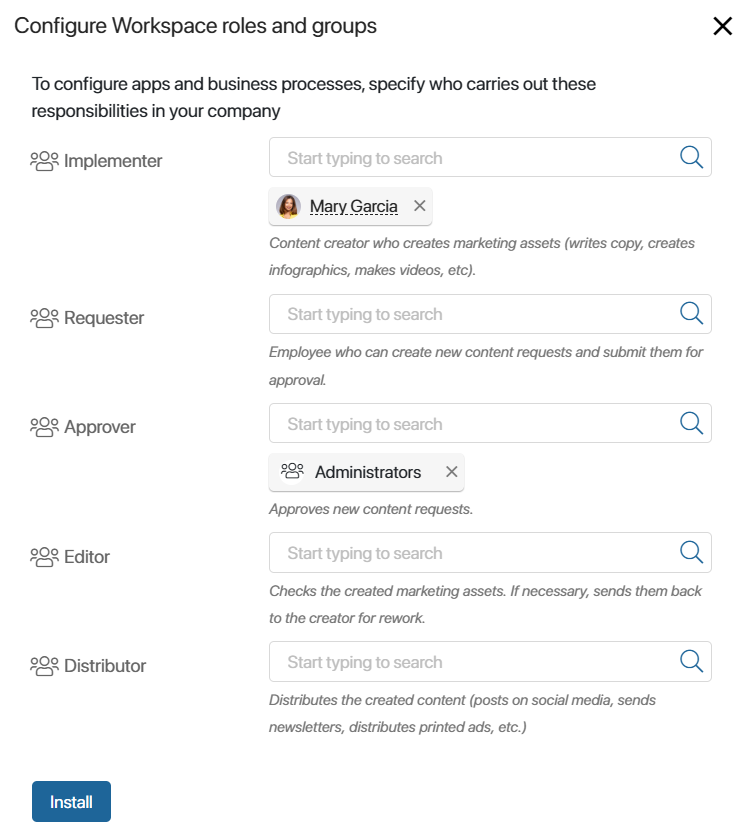 Configure Workspace roles and groups
To configure apps and business processes, specify who carries out these
responsibilities in your company
Implementer
Start typing to search
Mary Garcia
Content creator who creates marketing assets (writes copy, creates
infographics, makes videos, etc).
Requester
Start typing to search
Employee who can create new content requests and submit them for
approval.
Approver
Start typing to search
Administrators
Approves new content requests.
Editor
Start typing to search
Checks the created marketing assets. If necessary, sends them back
to the creator for rework.
Distributor
Start typing to search
Distributes the created content (posts on social media, sends
newsletters, distributes printed ads, etc.)
Install